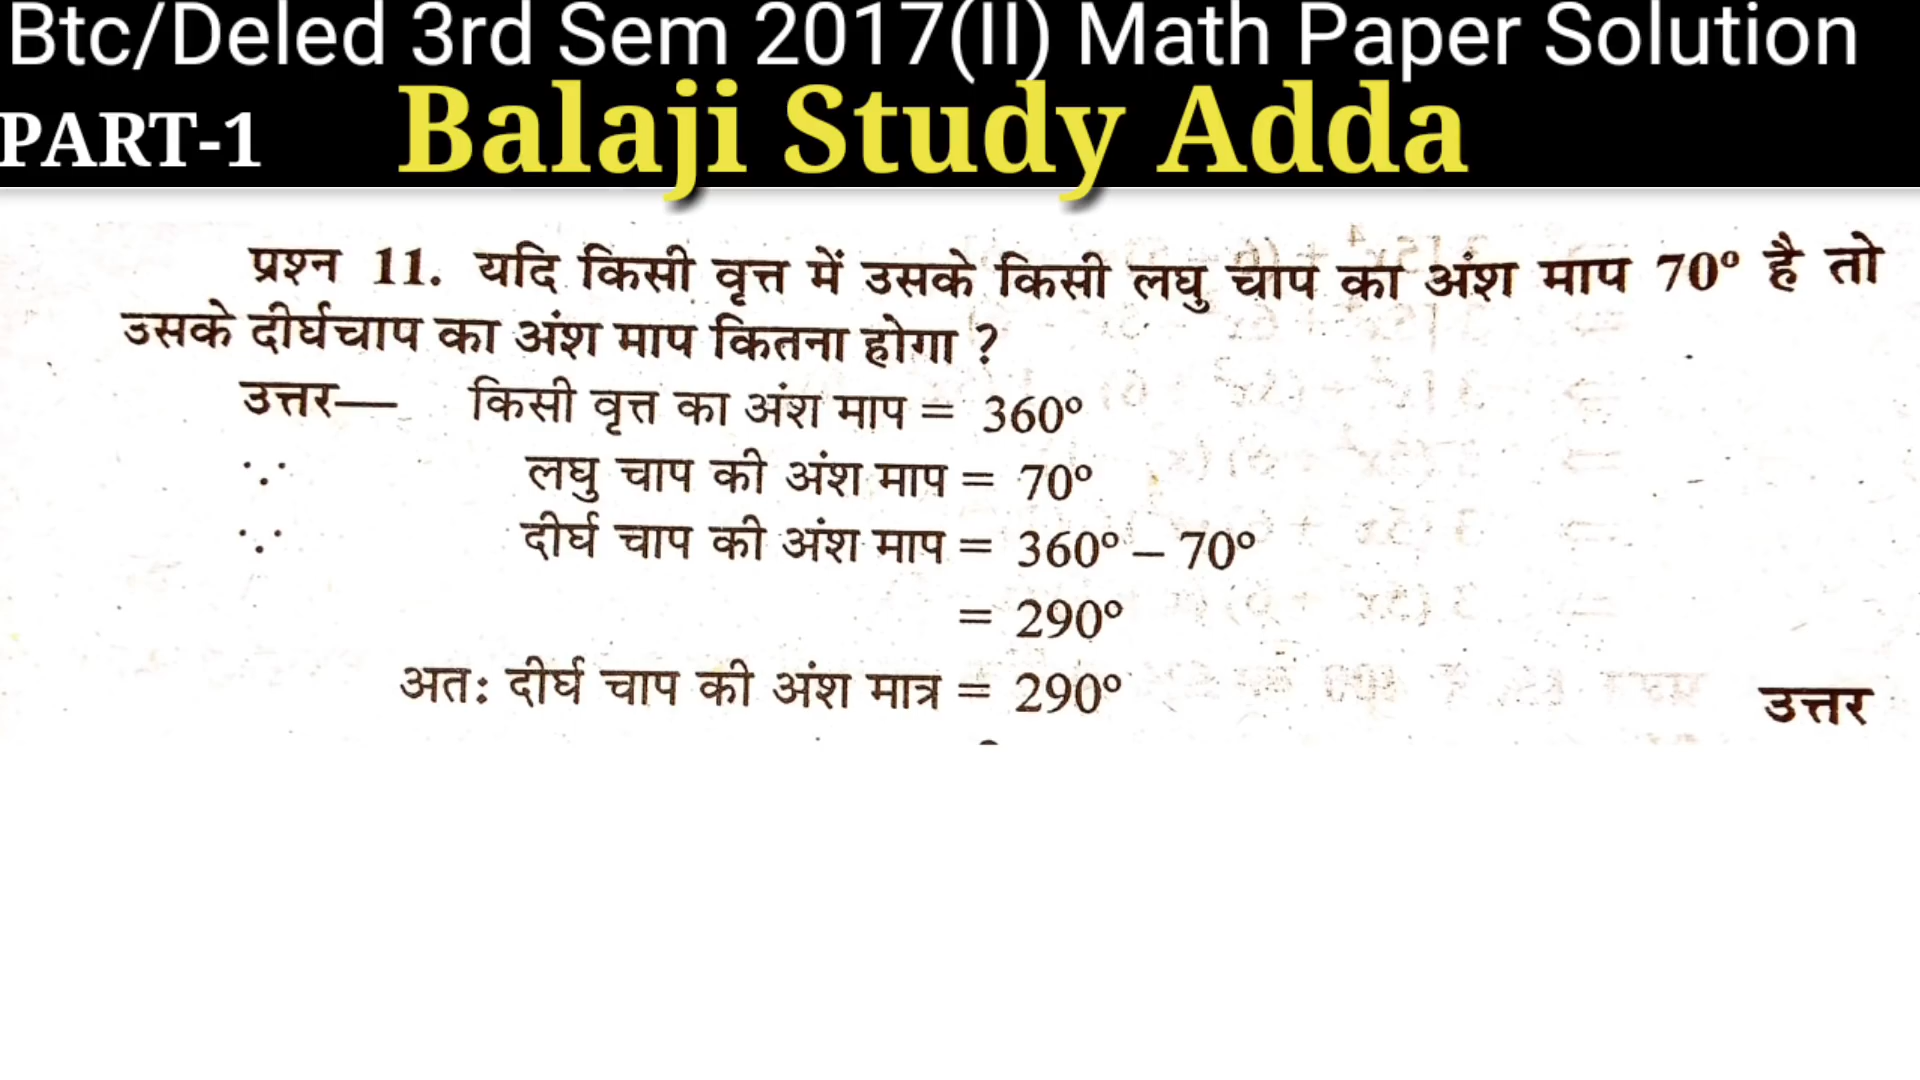 Btc/Deled 3rd Sem 2017(II) Math Paper Solution
PART-1 Balaji Study Adda
प्रश्न 11. यदि किसी वृत्त में उसके किसी लघु चाप का अंश माप 70° है तो
उसके दीर्घचाप का अंश माप कितना होगा ?
उत्तर— किसी वृत्त का अंश माप = 360°
∵ लघु चाप की अंश माप = 70°
∵ दीर्घ चाप की अंश माप = 360° – 70°
= 290°
अतः दीर्घ चाप की अंश मात्र = 290° उत्तर